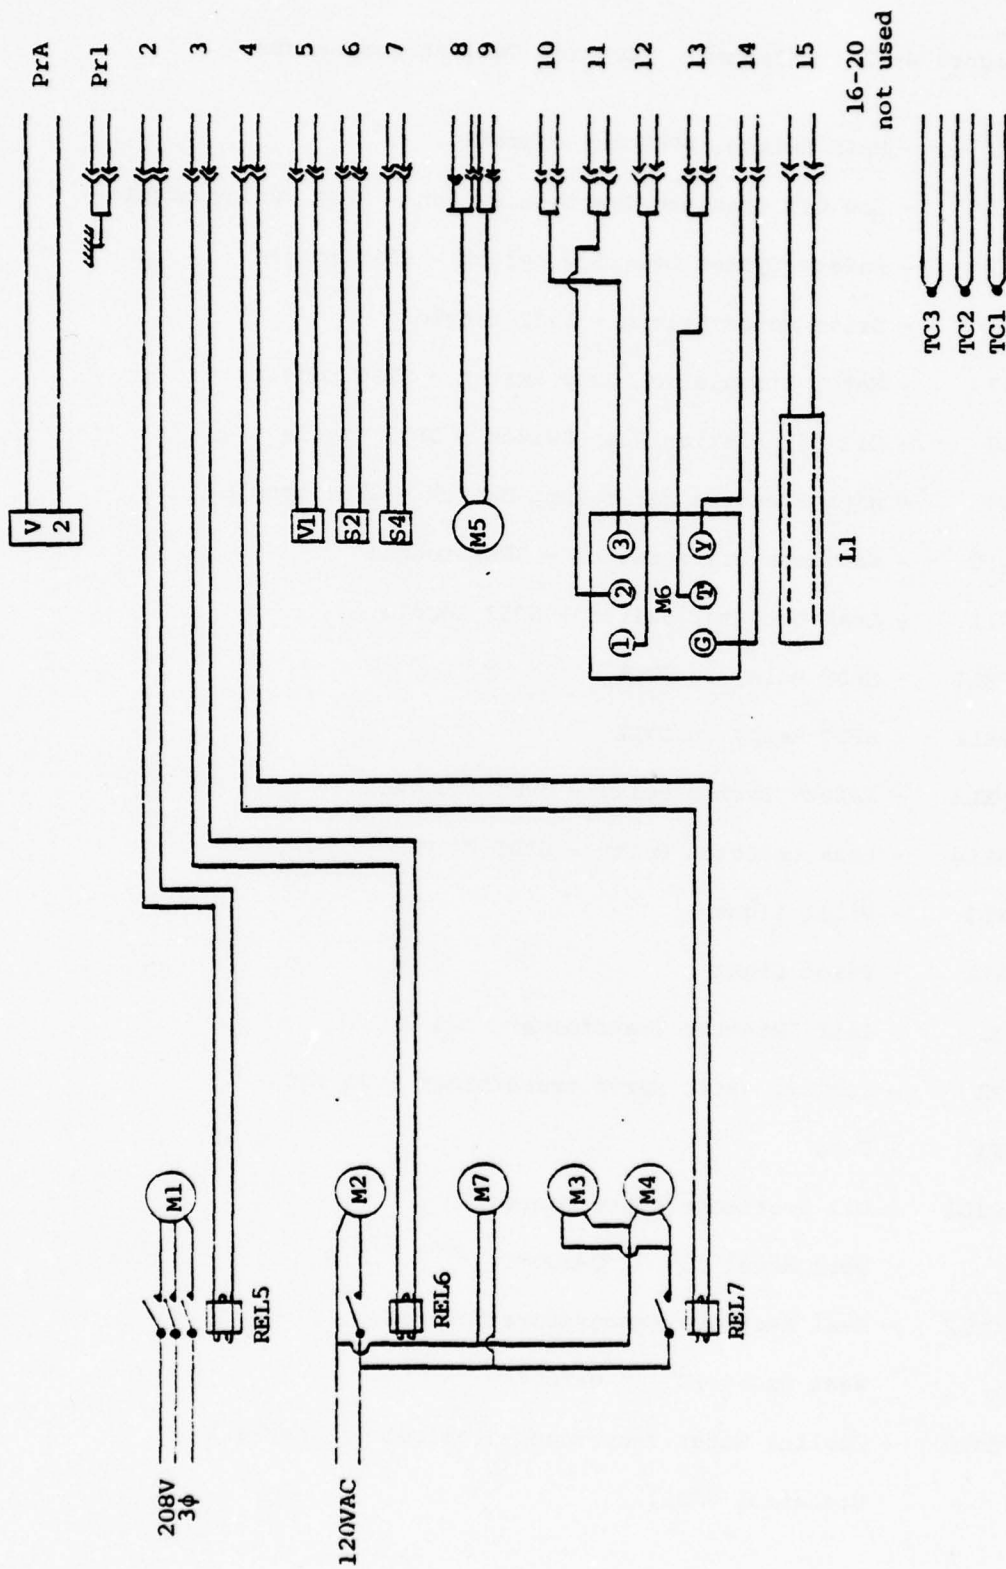 PrA
Pr1
2
3
4
5
6
7
8
9
10
11
12
13
14
15
16-20
not used
V
2
V1
S2
S4
M5
1
2
3
M6
G
T
Y
L1
TC3
TC2
TC1
M1
M2
M7
M3
M4
REL5
REL6
REL7
208V
3φ
120VAC